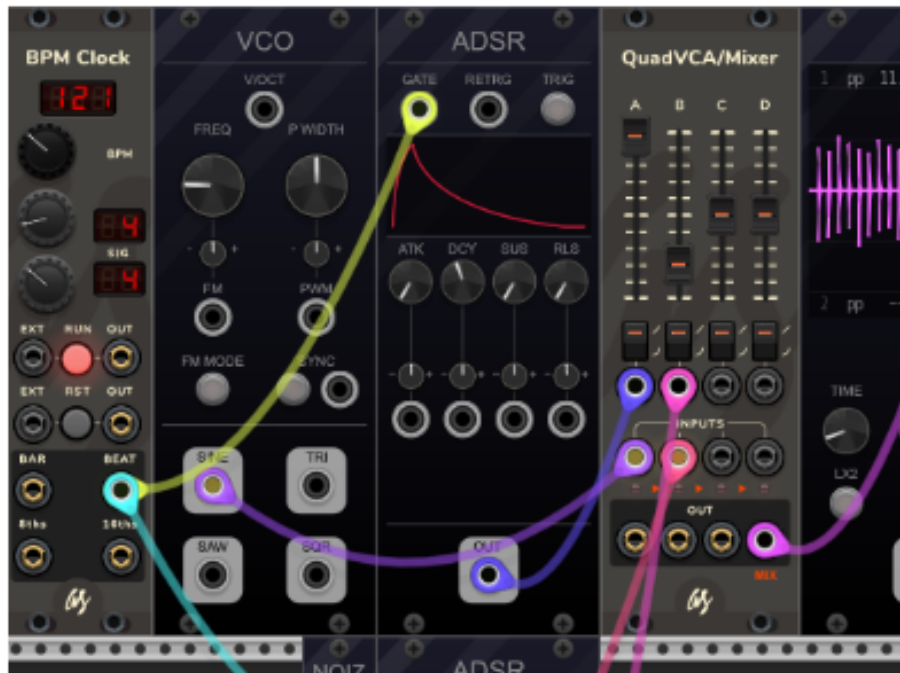 BPM Clock
121
BPM
4
SIG
4
EXT RUN OUT
EXT RST OUT
BAR BEAT
8ths 16ths
VCO
V/OCT
FREQ P WIDTH
- + - +
FM PWM
FM MODE SYNC
SINE TRI
SAW SQR
ADSR
GATE RETRG TRIG
ATK DCY SUS RLS
- + - + - + - +
OUT
QuadVCA/Mixer
A B C D
INPUTS
OUT
MIX
1 pp 11.
2 pp --
TIME
LX2
NOIZ
ADSR